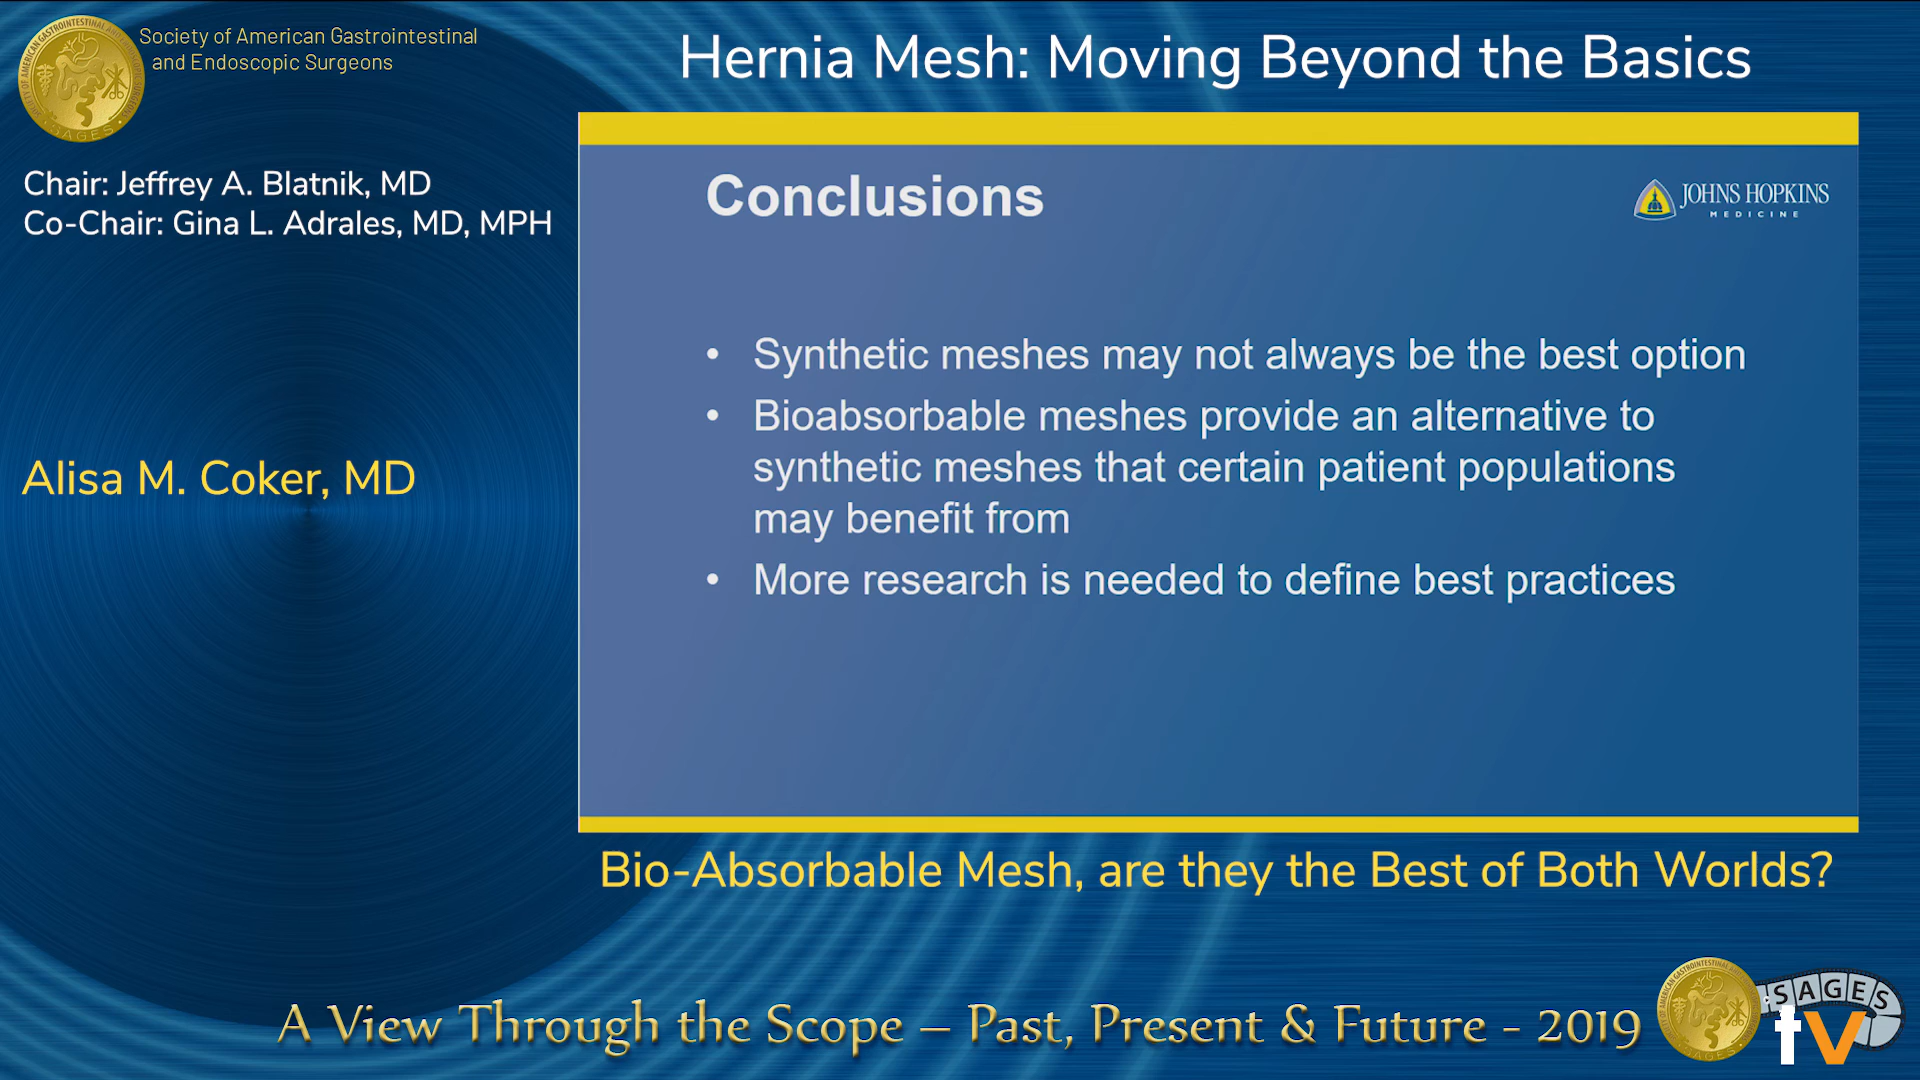 Society of American Gastrointestinal
and Endoscopic Surgeons
Hernia Mesh: Moving Beyond the Basics
Chair: Jeffrey A. Blatnik, MD
Co-Chair: Gina L. Adrales, MD, MPH
Alisa M. Coker, MD
Conclusions
JOHNS HOPKINS
MEDICINE
• Synthetic meshes may not always be the best option
• Bioabsorbable meshes provide an alternative to
synthetic meshes that certain patient populations
may benefit from
• More research is needed to define best practices
Bio-Absorbable Mesh, are they the Best of Both Worlds?
A View Through the Scope – Past, Present & Future - 2019
SAGES
tv